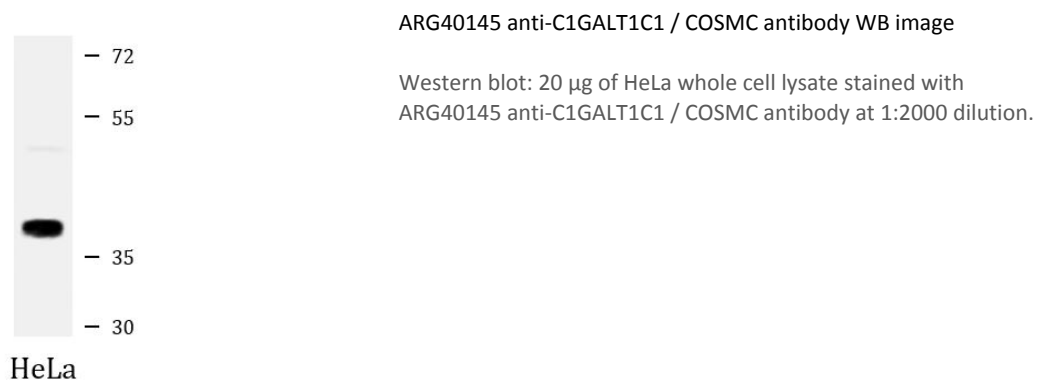 ARG40145 anti-C1GALT1C1 / COSMC antibody WB image
Western blot: 20 μg of HeLa whole cell lysate stained with
ARG40145 anti-C1GALT1C1 / COSMC antibody at 1:2000 dilution.
– 72
– 55
– 35
– 30
HeLa